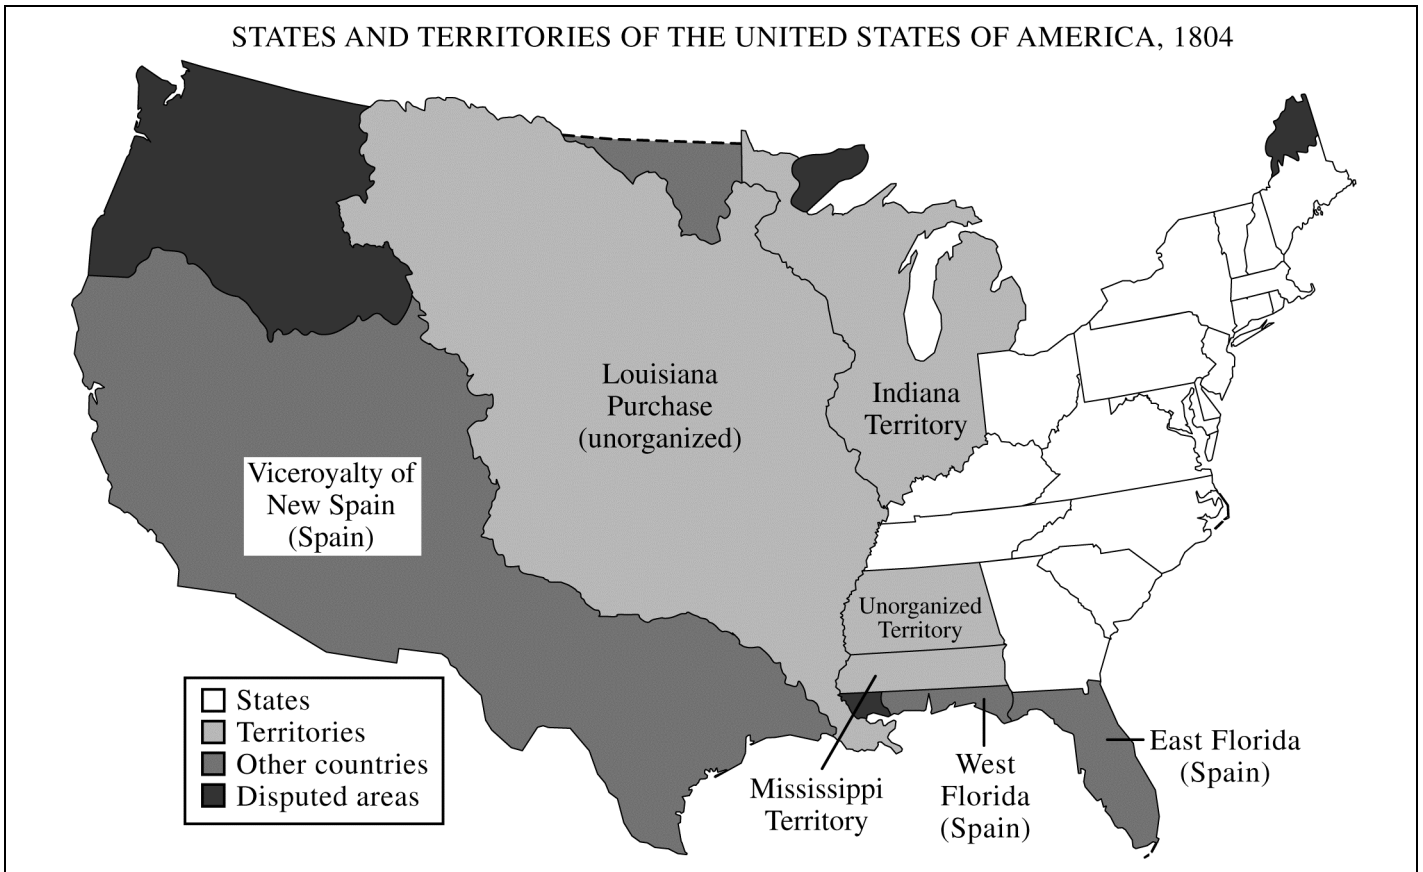 STATES AND TERRITORIES OF THE UNITED STATES OF AMERICA, 1804
Louisiana
Purchase
(unorganized)
Indiana
Territory
Viceroyalty of
New Spain
(Spain)
Unorganized
Territory
States
Territories
Other countries
Disputed areas
Mississippi
Territory
West
Florida
(Spain)
East Florida
(Spain)